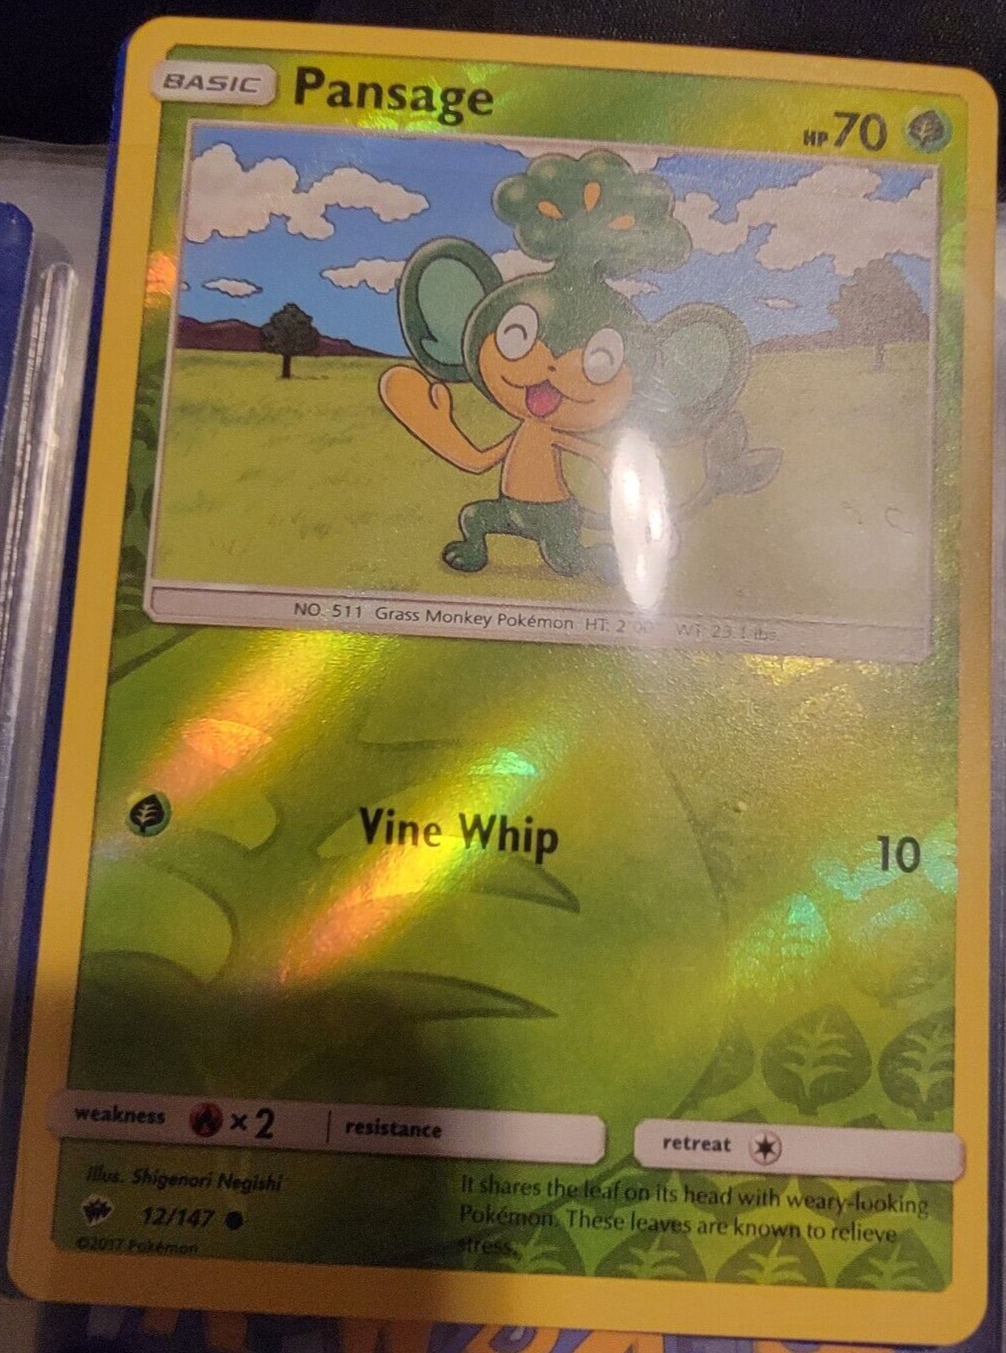 BASIC Pansage HP 70
NO. 511 Grass Monkey Pokémon HT: 2'00" WT: 23.1 lbs.
Vine Whip 10
weakness ×2 resistance retreat
Illus. Shigenori Negishi
12/147
©2017 Pokémon
It shares the leaf on its head with weary-looking
Pokémon. These leaves are known to relieve
stress.